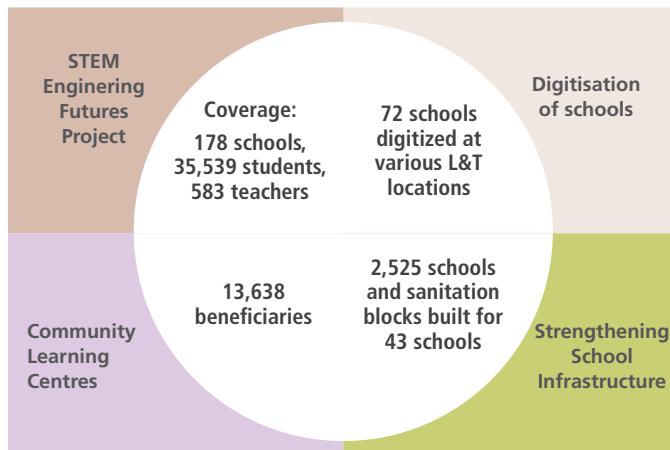 STEM
Enginering
Futures
Project
Coverage:
178 schools,
35,539 students,
583 teachers
72 schools
digitized at
various L&T
locations
Digitisation
of schools
Community
Learning
Centres
13,638
beneficiaries
2,525 schools
and sanitation
blocks built for
43 schools
Strengthening
School
Infrastructure